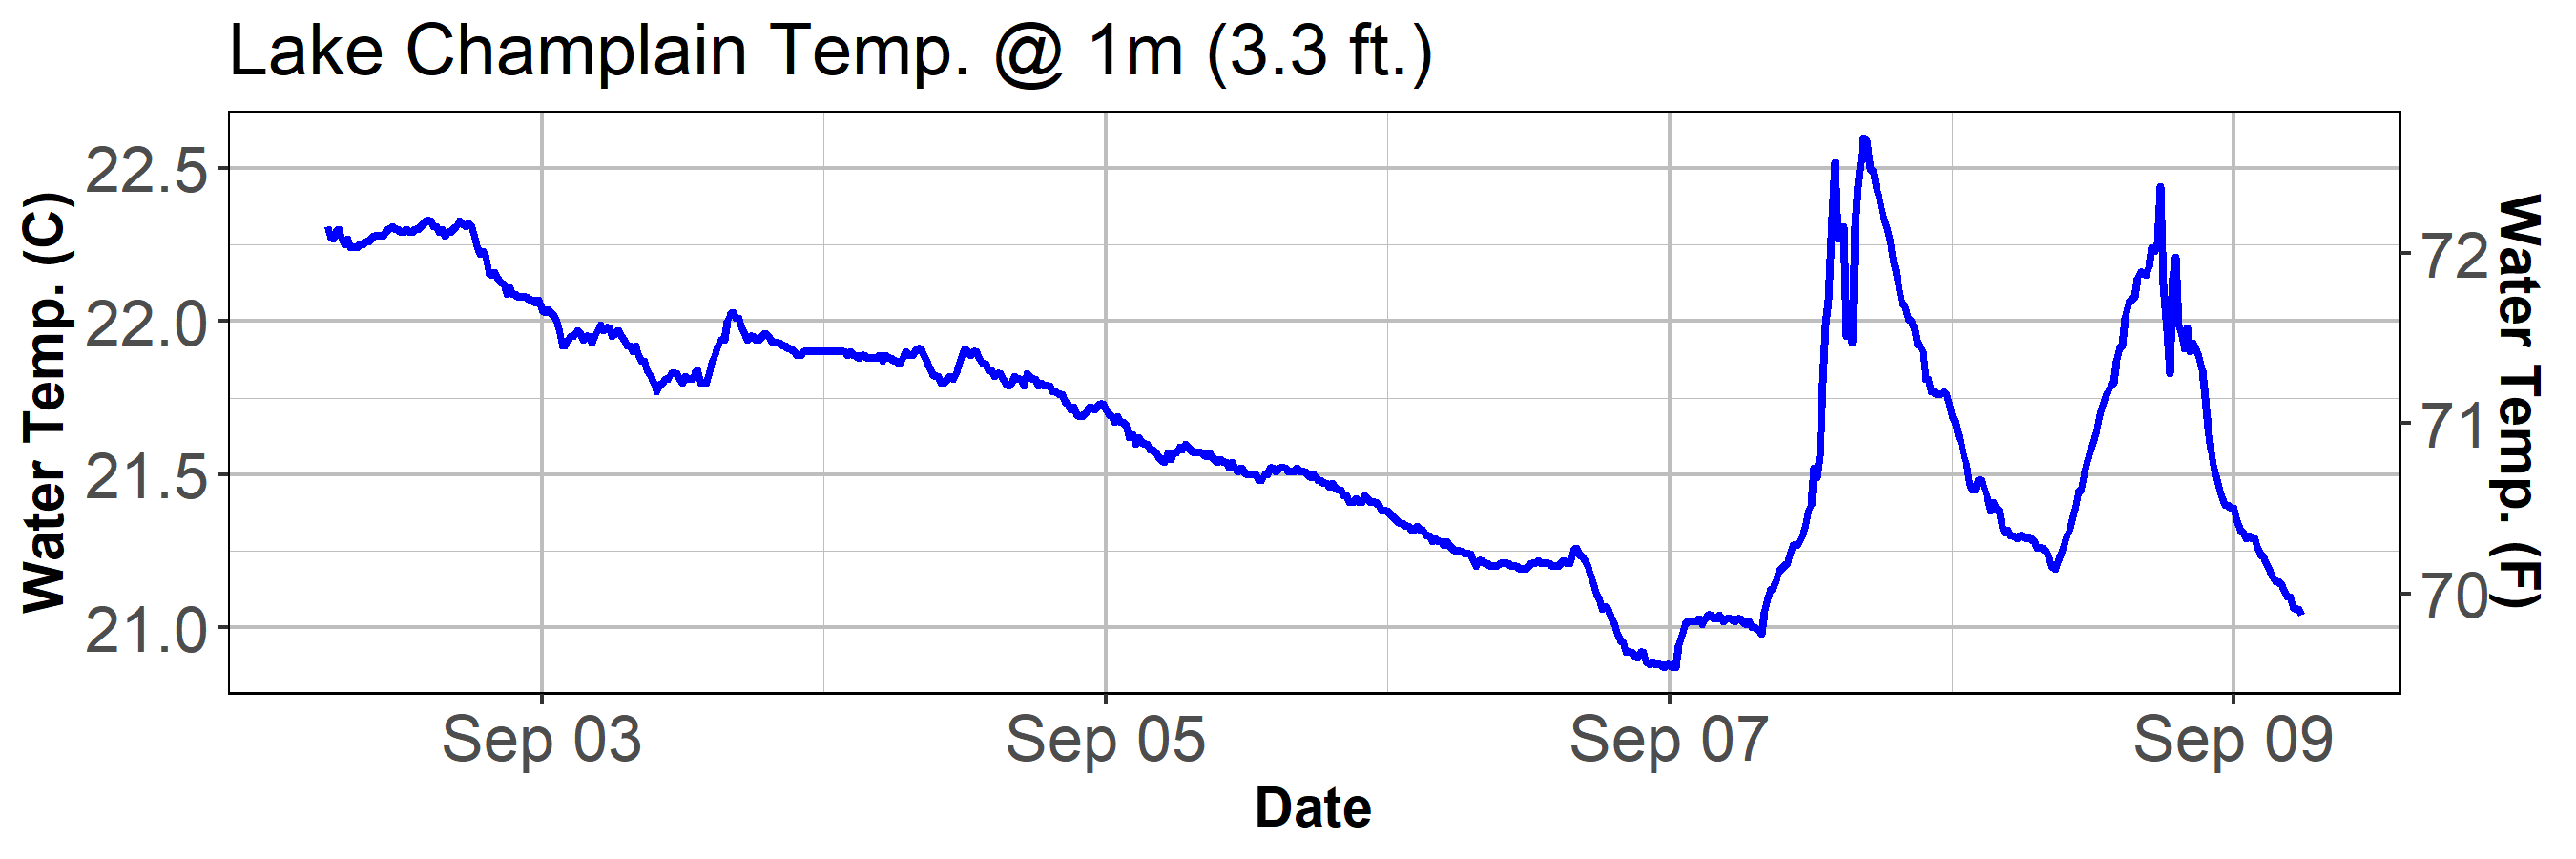 Lake Champlain Temp. @ 1m (3.3 ft.)
Water Temp. (C)
22.5
22.0
21.5
21.0
72
71
70
Water Temp. (F)
Sep 03
Sep 05
Sep 07
Sep 09
Date